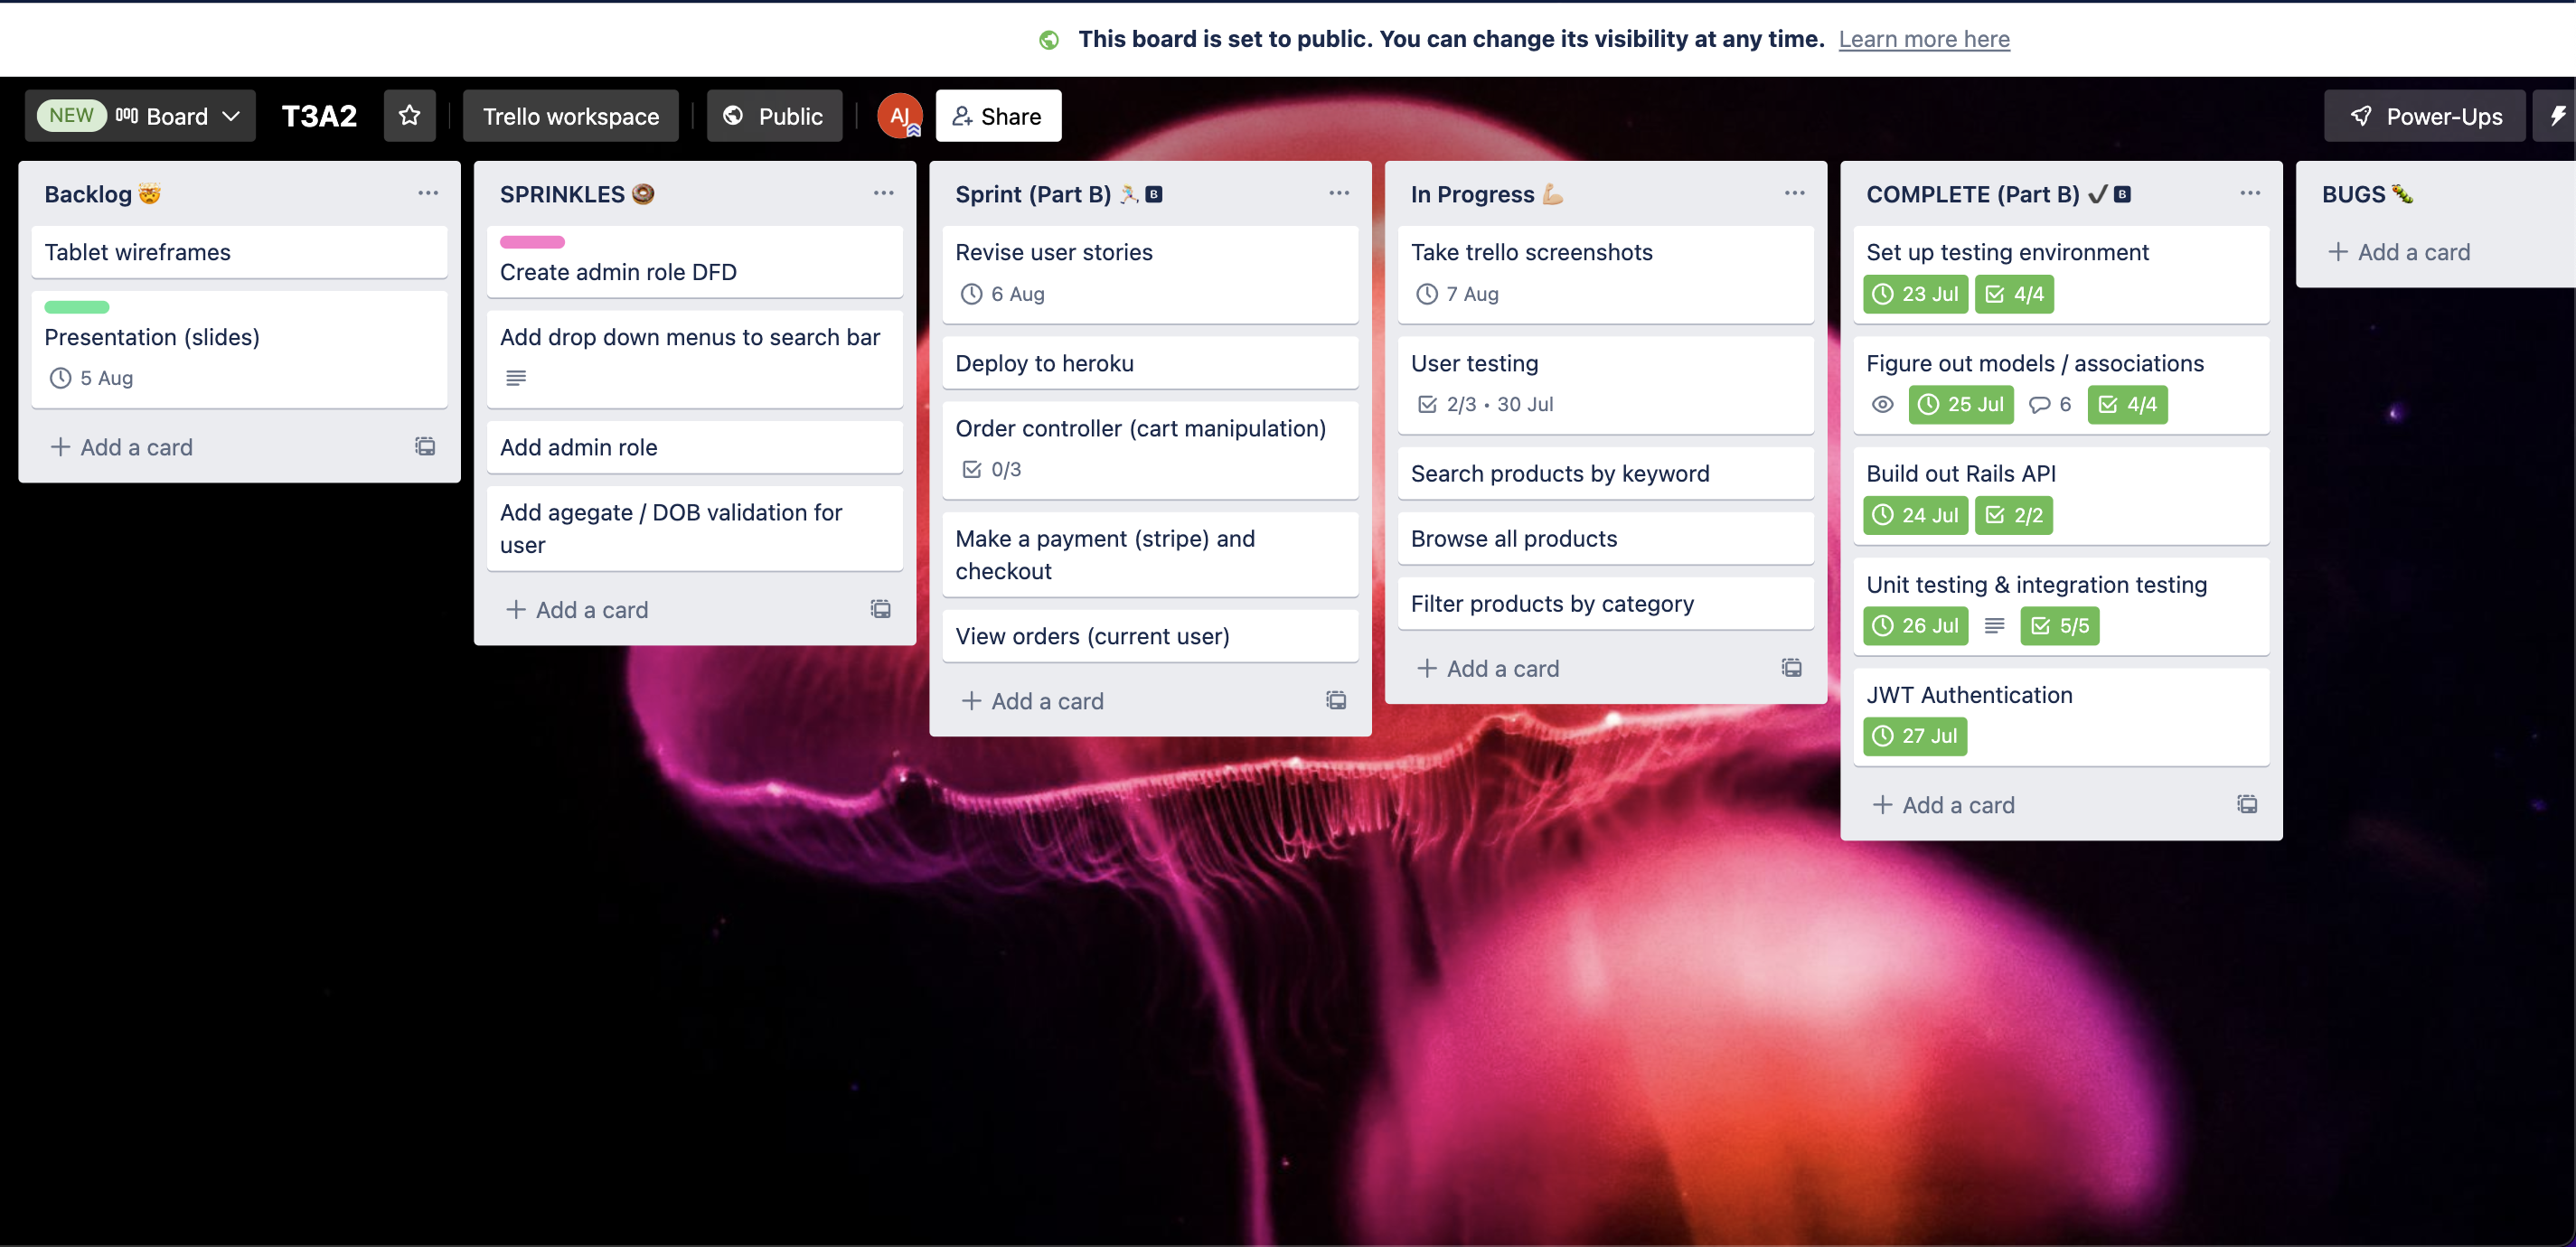 This board is set to public. You can change its visibility at any time. Learn more here
NEW Board T3A2 Trello workspace Public AJ Share Power-Ups
Backlog 🤯
Tablet wireframes
Presentation (slides)
5 Aug
+ Add a card
SPRINKLES 🍩
Create admin role DFD
Add drop down menus to search bar
Add admin role
Add agegate / DOB validation for
user
+ Add a card
Sprint (Part B) 🏃🏼 B
Revise user stories
6 Aug
Deploy to heroku
Order controller (cart manipulation)
0/3
Make a payment (stripe) and
checkout
View orders (current user)
+ Add a card
In Progress 💪🏼
Take trello screenshots
7 Aug
User testing
2/3 • 30 Jul
Search products by keyword
Browse all products
Filter products by category
+ Add a card
COMPLETE (Part B) ✔ B
Set up testing environment
23 Jul 4/4
Figure out models / associations
25 Jul 6 4/4
Build out Rails API
24 Jul 2/2
Unit testing & integration testing
26 Jul 5/5
JWT Authentication
27 Jul
+ Add a card
BUGS 🐛
+ Add a card